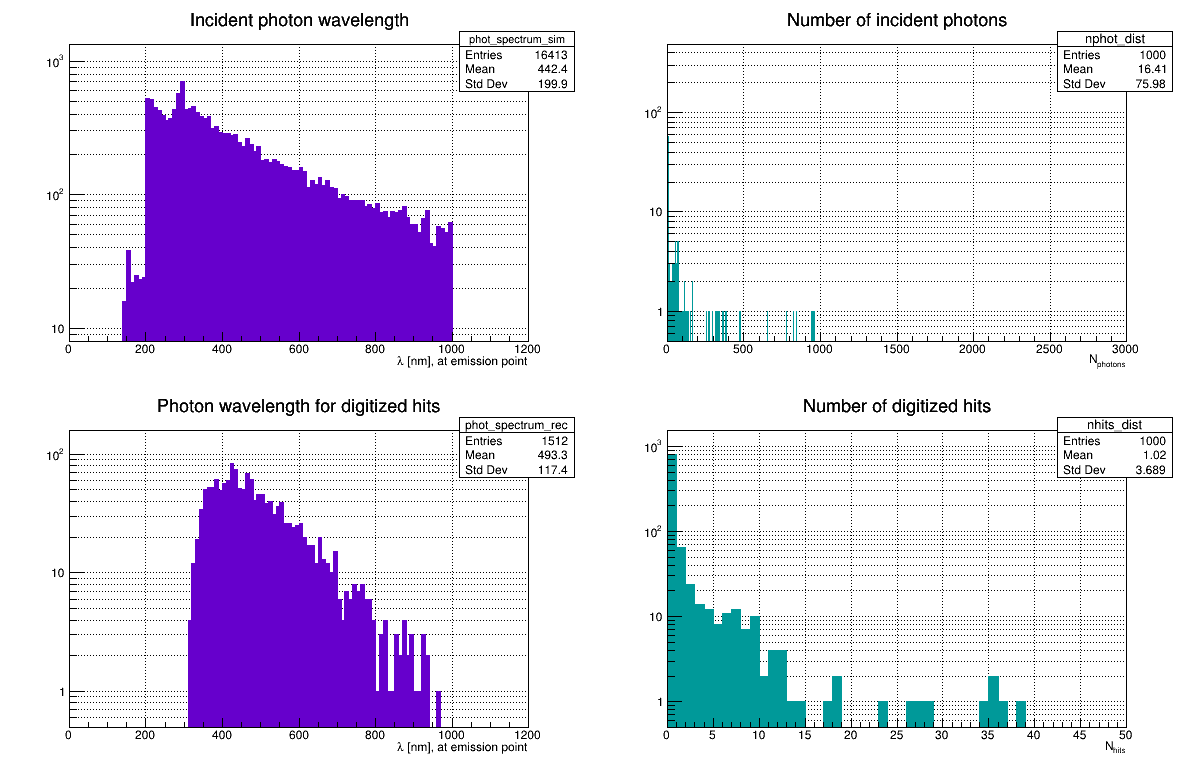 Incident photon wavelength
phot_spectrum_sim
Entries 16413
Mean 442.4
Std Dev 199.9
10³
10²
10
0 200 400 600 800 1000 1200
λ [nm], at emission point
Number of incident photons
nphot_dist
Entries 1000
Mean 16.41
Std Dev 75.98
10²
10
1
0 500 1000 1500 2000 2500 3000
Nphotons
Photon wavelength for digitized hits
phot_spectrum_rec
Entries 1512
Mean 493.3
Std Dev 117.4
10²
10
1
0 200 400 600 800 1000 1200
λ [nm], at emission point
Number of digitized hits
nhits_dist
Entries 1000
Mean 1.02
Std Dev 3.689
10³
10²
10
1
0 5 10 15 20 25 30 35 40 45 50
Nhits